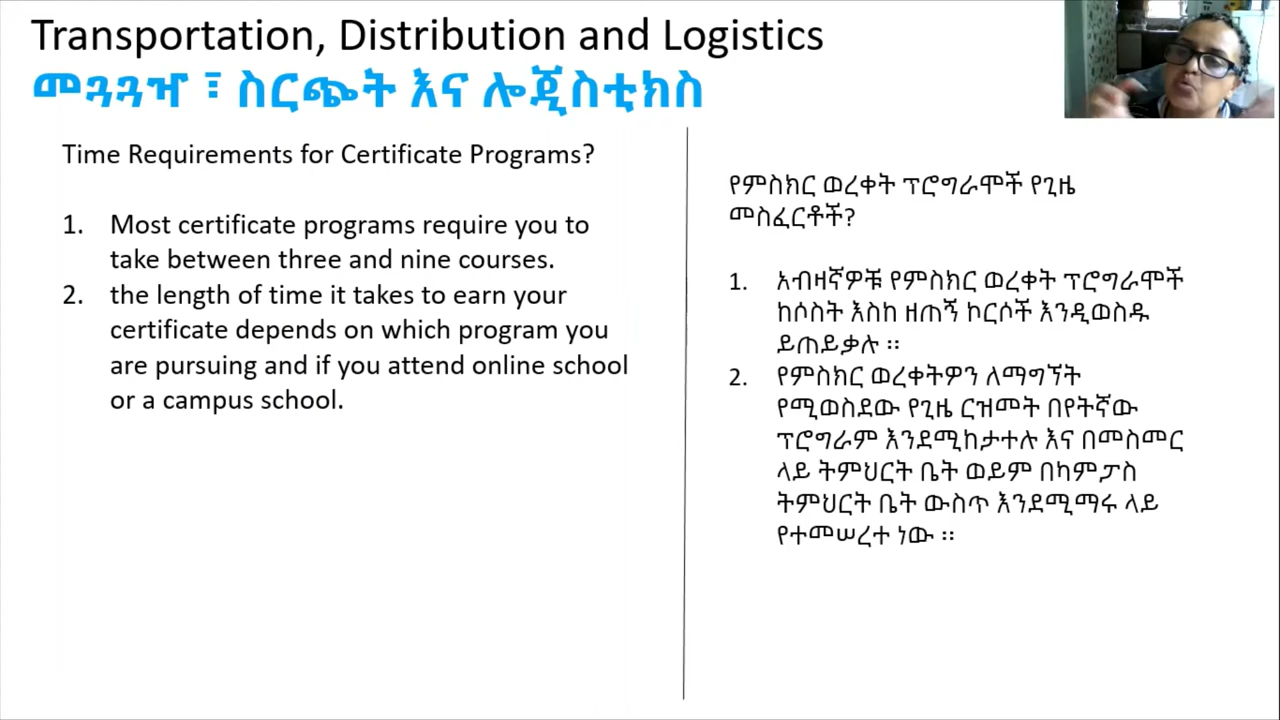 Transportation, Distribution and Logistics
መጓጓዣ ፣ ስርጭት እና ሎጂስቲክስ
Time Requirements for Certificate Programs?
1. Most certificate programs require you to
take between three and nine courses.
2. the length of time it takes to earn your
certificate depends on which program you
are pursuing and if you attend online school
or a campus school.
የምስክር ወረቀት ፕሮግራሞች የጊዜ
መስፈርቶች?
1. አብዛኛዎቹ የምስክር ወረቀት ፕሮግራሞች
ከሶስት እስከ ዘጠኝ ኮርሶች እንዲወስዱ
ይጠይቃሉ ።
2. የምስክር ወረቀትዎን ለማግኘት
የሚወስደው የጊዜ ርዝመት በየትኛው
ፕሮግራም እንደሚከታተሉ እና በመስመር
ላይ ትምህርት ቤት ወይም በካምፓስ
ትምህርት ቤት ውስጥ እንደሚማሩ ላይ
የተመሠረተ ነው ።